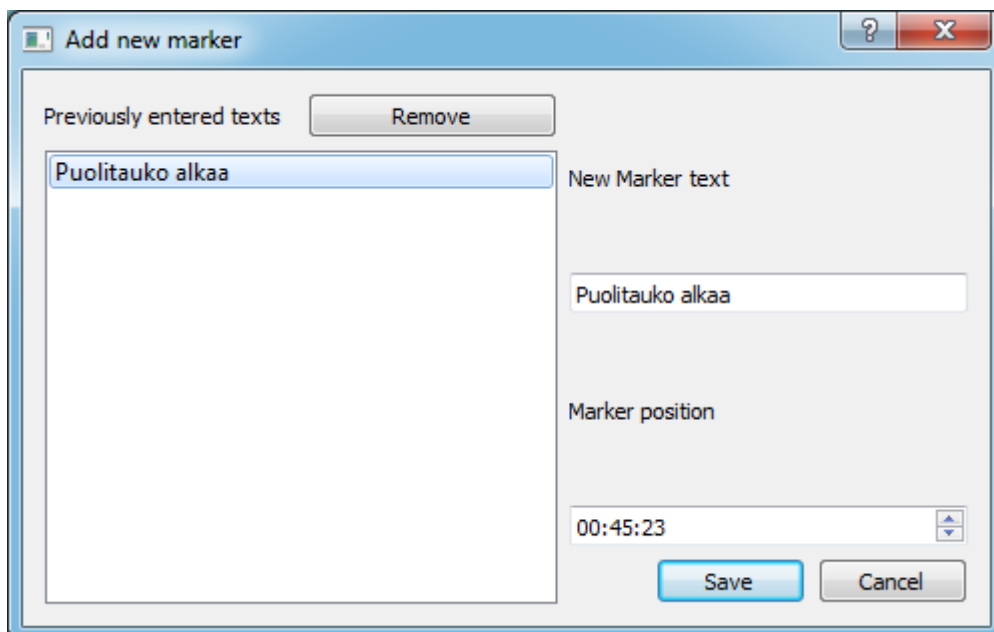 Add new marker
Previously entered texts
Remove
Puolitauko alkaa
New Marker text
Puolitauko alkaa
Marker position
00:45:23
Save
Cancel